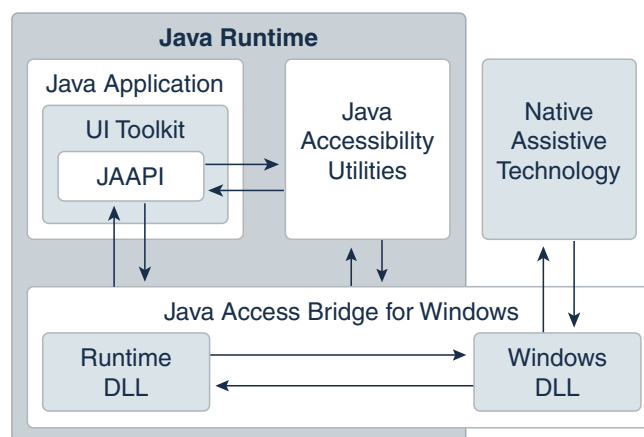 Java Runtime
Java Application
UI Toolkit
JAAPI
Java
Accessibility
Utilities
Native
Assistive
Technology
Java Access Bridge for Windows
Runtime
DLL
Windows
DLL